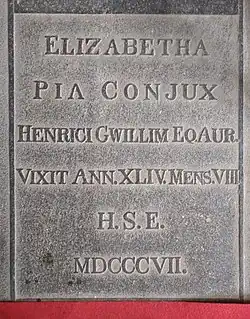 ELIZABETHA
PIA CONJUX
HENRICI GWILLIM EQ.AUR.
VIXIT ANN.XLIV.MENS.VIII
H.S.E.
MDCCCVII.